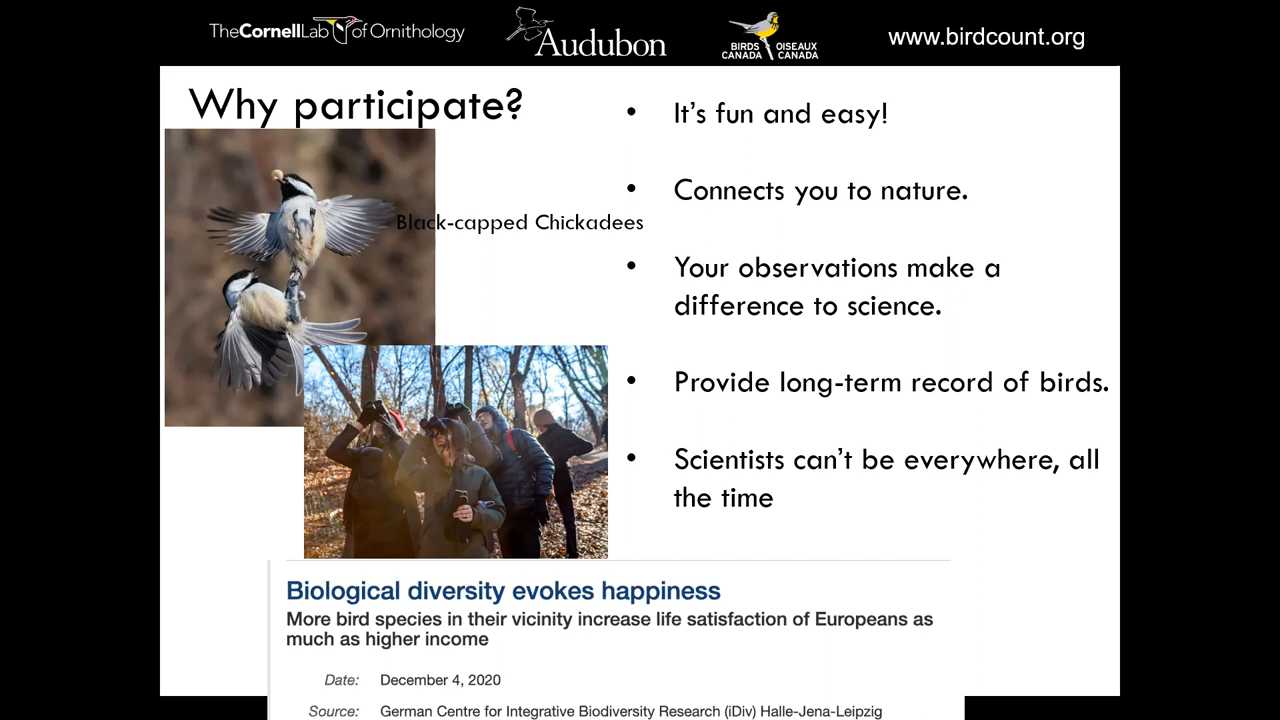 TheCornellLab of Ornithology
Audubon
BIRDS OISEAUX
CANADA CANADA
www.birdcount.org
Why participate?
Black-capped Chickadees
• It's fun and easy!
• Connects you to nature.
• Your observations make a
difference to science.
• Provide long-term record of birds.
• Scientists can't be everywhere, all
the time
Biological diversity evokes happiness
More bird species in their vicinity increase life satisfaction of Europeans as
much as higher income
Date: December 4, 2020
Source: German Centre for Integrative Biodiversity Research (iDiv) Halle-Jena-Leipzig